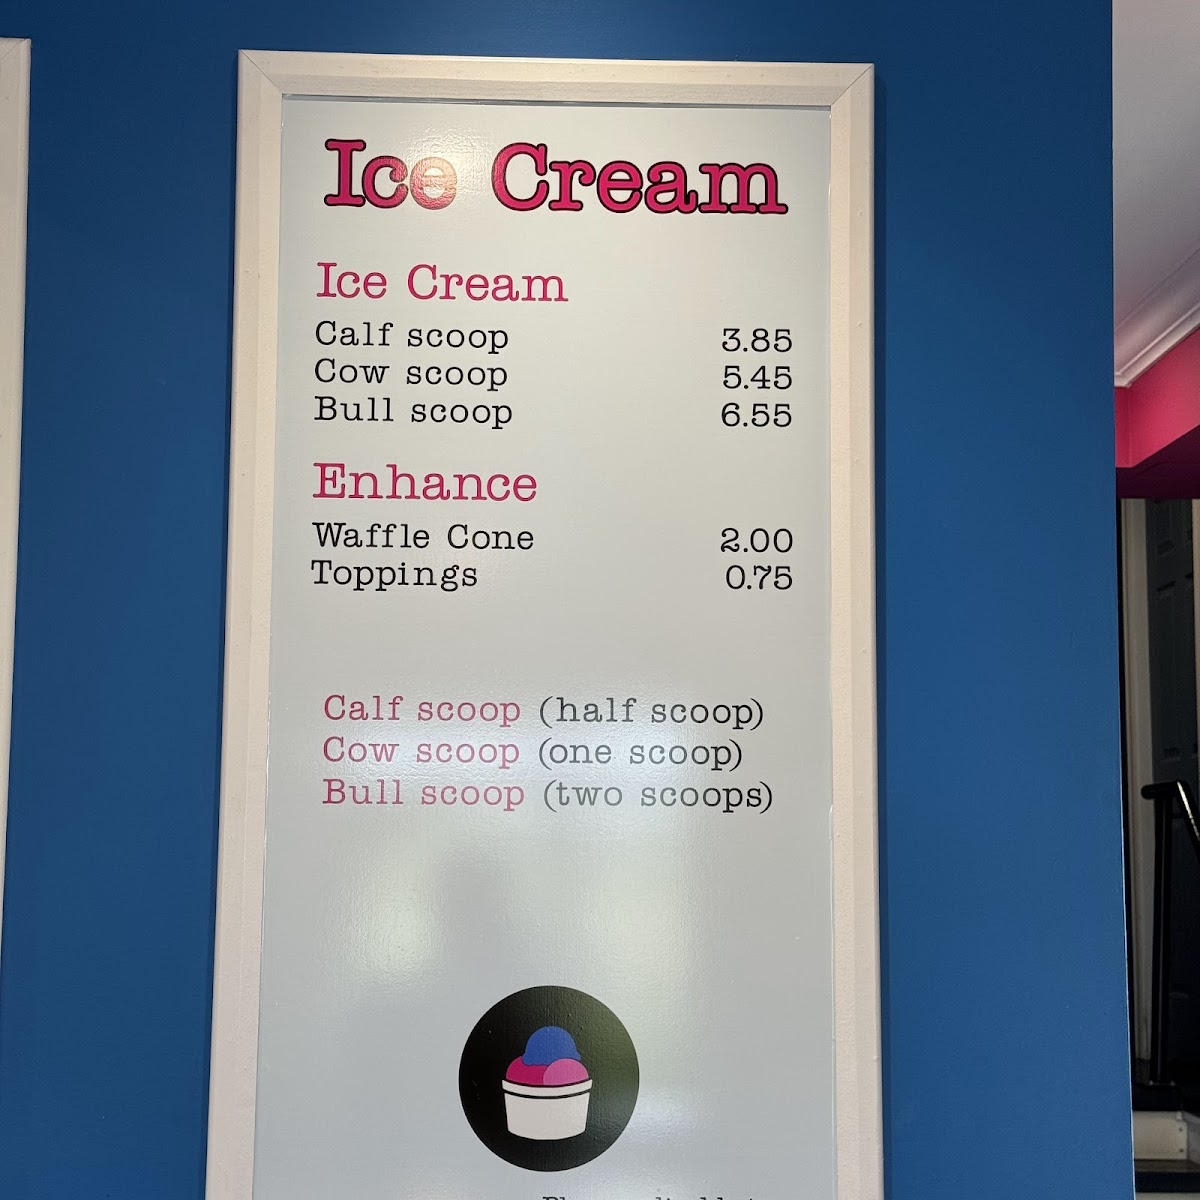 Ice Cream
Ice Cream
Calf scoop 3.85
Cow scoop 5.45
Bull scoop 6.55
Enhance
Waffle Cone 2.00
Toppings 0.75
Calf scoop (half scoop)
Cow scoop (one scoop)
Bull scoop (two scoops)